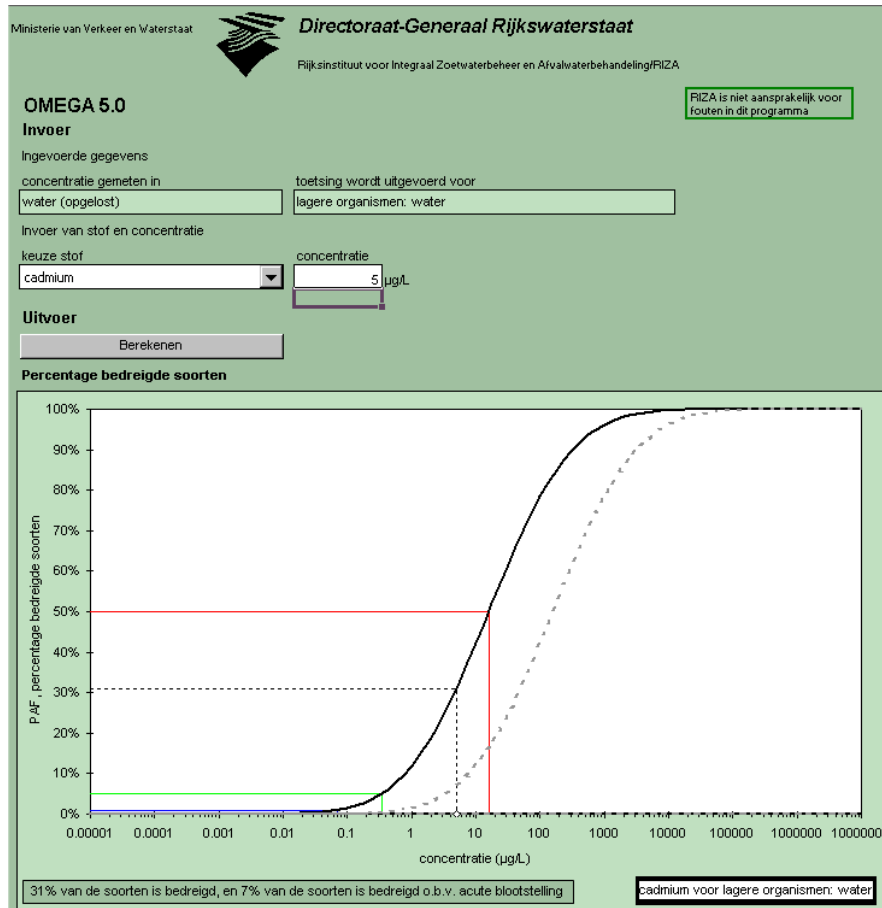 Ministerie van Verkeer en Waterstaat
Directoraat-Generaal Rijkswaterstaat
Rijksinstituut voor Integraal Zoetwaterbeheer en Afvalwaterbehandeling/RIZA
OMEGA 5.0
RIZA is niet aansprakelijk voor
fouten in dit programma
Invoer
Ingevoerde gegevens
concentratie gemeten in
toetsing wordt uitgevoerd voor
water (opgelost)
lagere organismen: water
Invoer van stof en concentratie
keuze stof
concentratie
cadmium
5 µg/L
Uitvoer
Berekenen
Percentage bedreigde soorten
PAF, percentage bedreigde soorten
100%
90%
80%
70%
60%
50%
40%
30%
20%
10%
0%
0.00001 0.0001 0.001 0.01 0.1 1 10 100 1000 10000 100000 1000000 1000000
concentratie (µg/L)
31% van de soorten is bedreigd, en 7% van de soorten is bedreigd o.b.v. acute blootstelling
cadmium voor lagere organismen: water